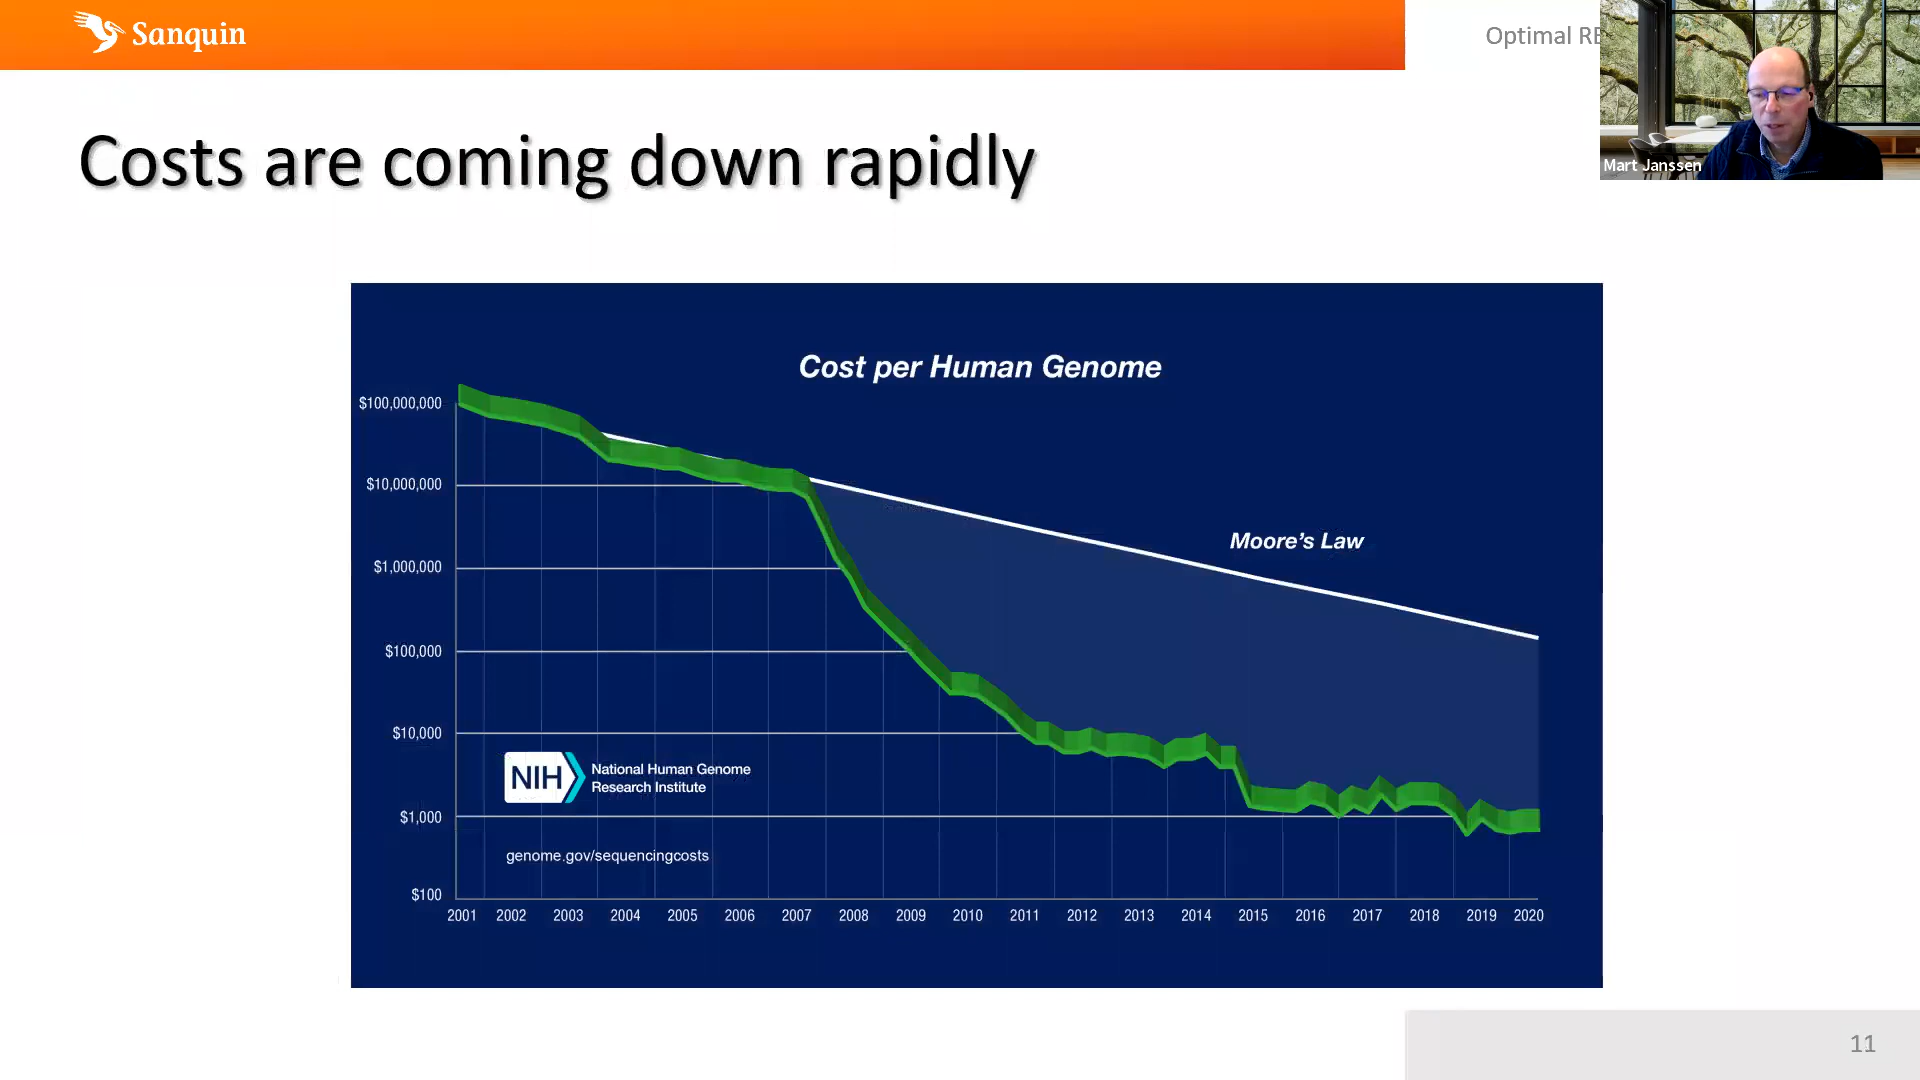 Sanquin
Optimal RE
Mart Janssen
Costs are coming down rapidly
Cost per Human Genome
$100,000,000
$10,000,000
$1,000,000
$100,000
$10,000
$1,000
$100
Moore's Law
NIH
National Human Genome
Research Institute
genome.gov/sequencingcosts
2001 2002 2003 2004 2005 2006 2007 2008 2009 2010 2011 2012 2013 2014 2015 2016 2017 2018 2019 2020
11